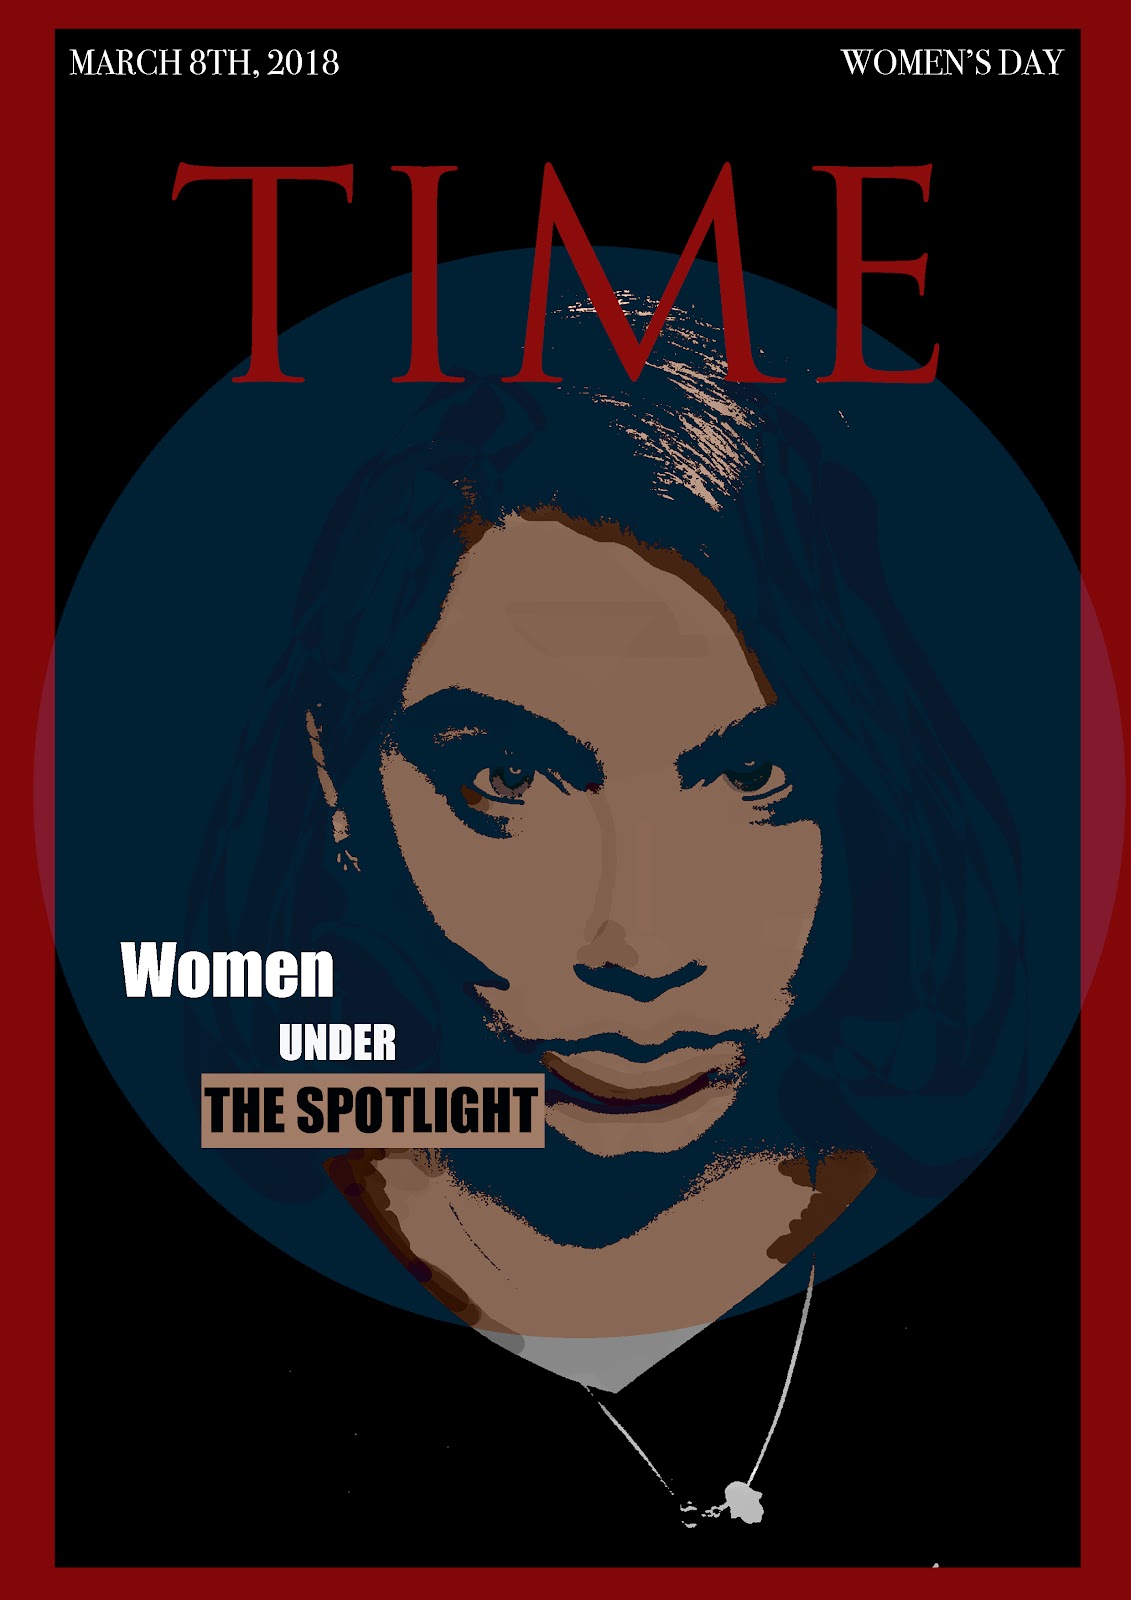 MARCH 8TH, 2018
WOMEN'S DAY
TIME
Women
UNDER
THE SPOTLIGHT